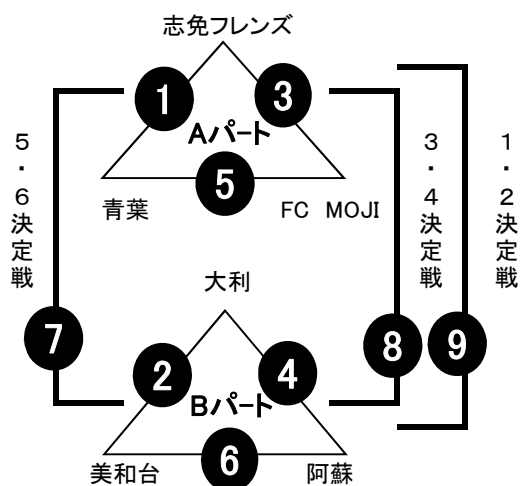 志免フレンズ
1
3
Aパート
5
青葉
FC MOJI
5・6決定戦
3・4決定戦
1・2決定戦
大利
7
8
9
2
4
Bパート
6
美和台
阿蘇